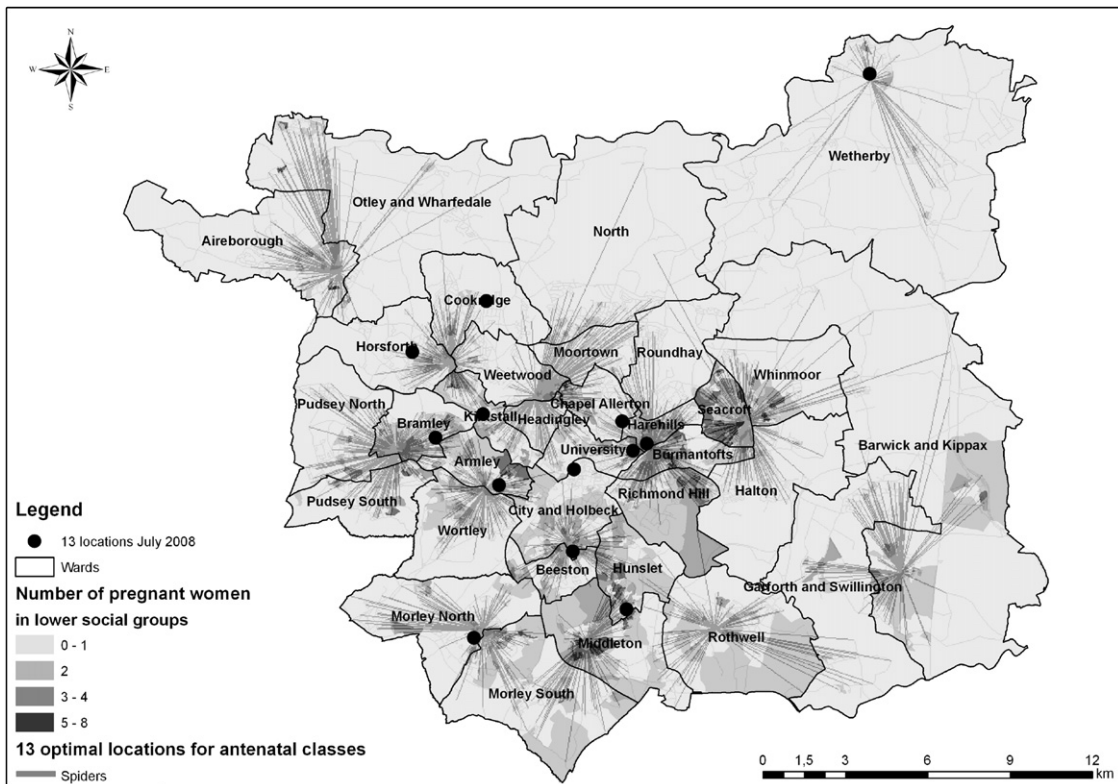 N
W E
S
Wetherby
Otley and Wharfedale
North
Aireborough
Cookridge
Horsforth
Moortown
Roundhay
Whinmoor
Weetwood
Pudsey North
Chapel Allerton
Seacroft
Bramley
Kirkstall
Headingley
Harehills
Barwick and Kippax
University
Burmantofts
Armley
Pudsey South
Richmond Hill
Halton
City and Holbeck
Wortley
Beeston
Hunslet
Garforth and Swillington
Morley North
Rothwell
Middleton
Morley South
Legend
13 locations July 2008
Wards
Number of pregnant women
in lower social groups
0 - 1
2
3 - 4
5 - 8
13 optimal locations for antenatal classes
Spiders
0 1,5 3 6 9 12
km